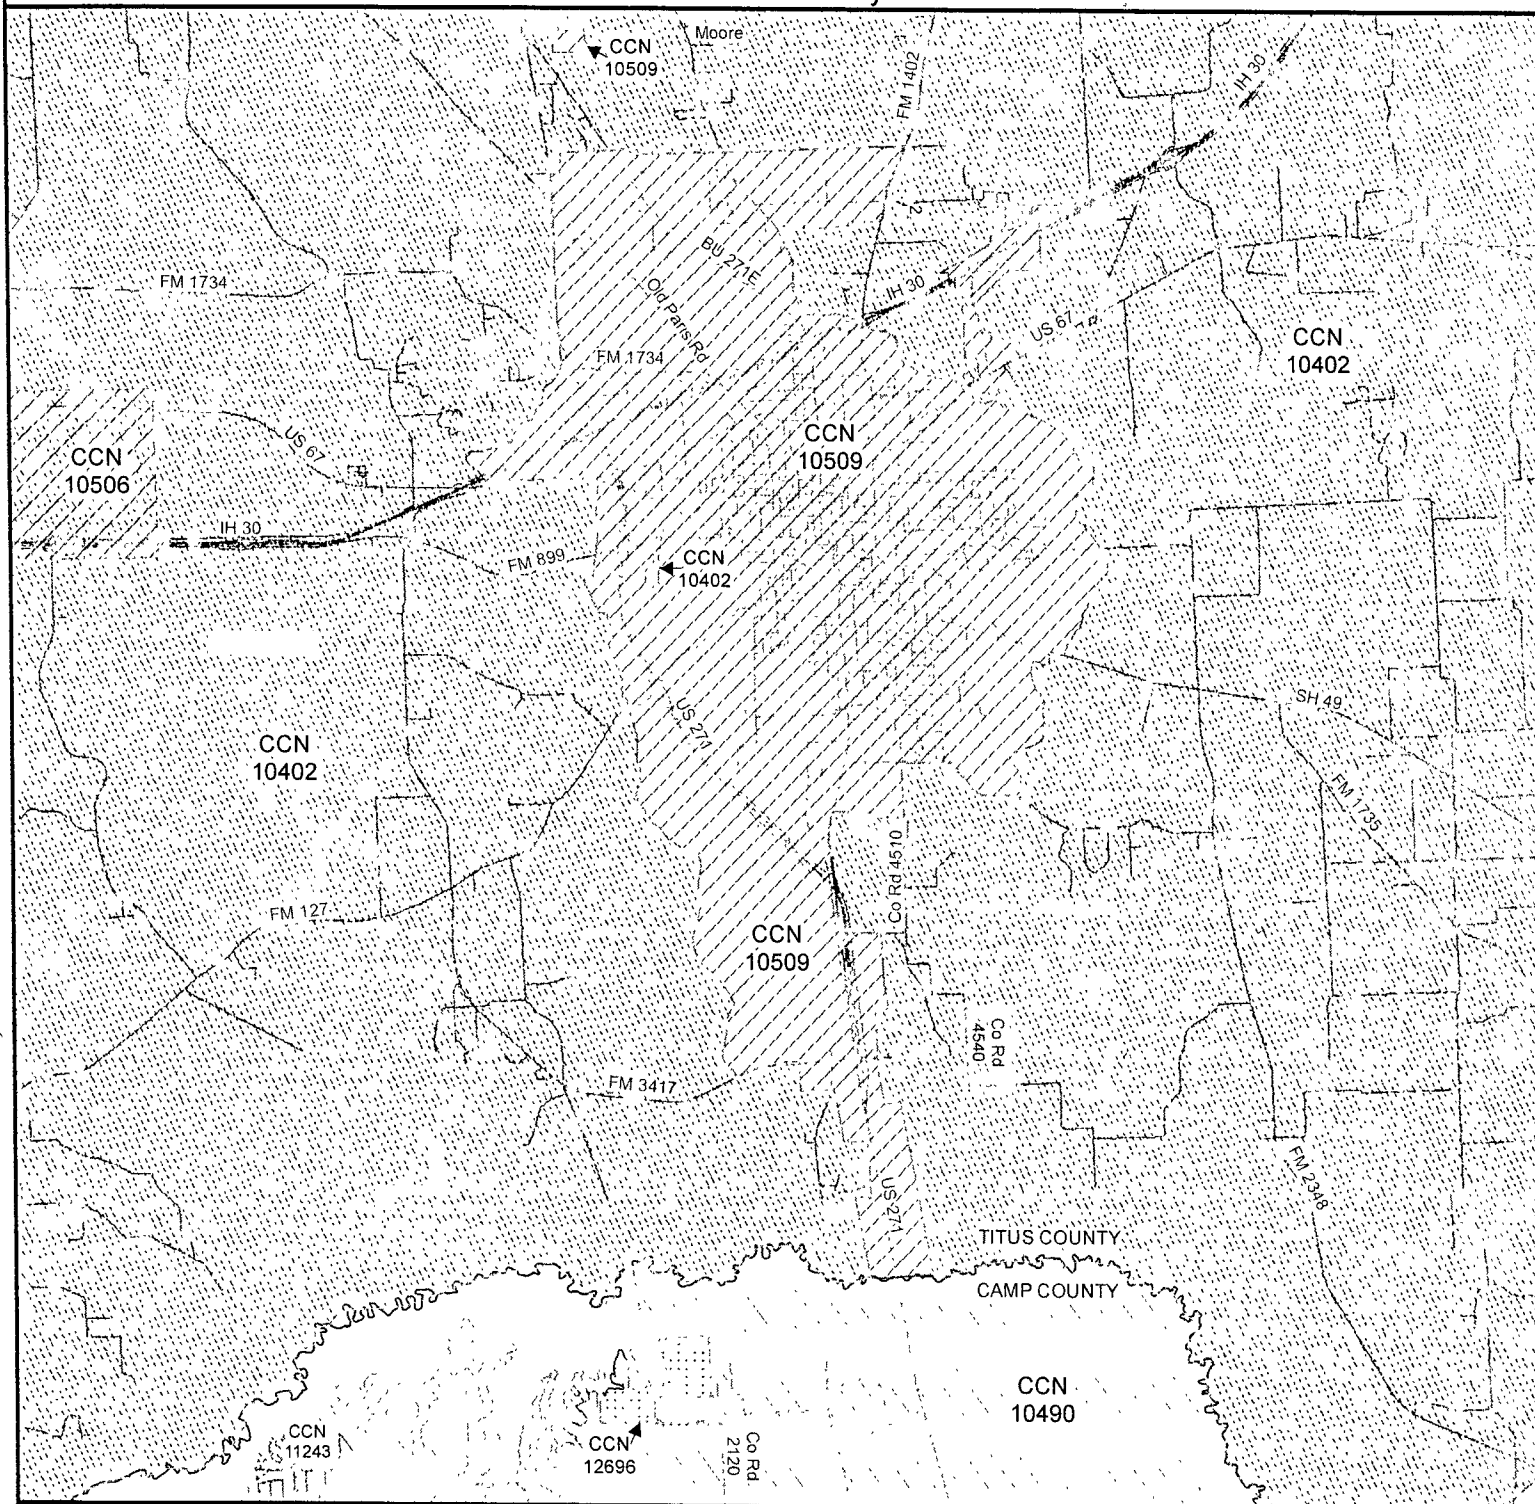 Moore
CCN
10509
FM 1402
IH 30
BU 271E
FM 1734
Old Paris Rd
IH 30
US 67
FM 1734
CCN
10402
US 67
CCN
10509
CCN
10506
IH 30
FM 899
CCN
10402
SH 49
US 271
CCN
10402
FM 1735
Co Rd 4510
FM 127
CCN
10509
Co Rd
4540
FM 3417
FM 2348
US 271
TITUS COUNTY
CAMP COUNTY
CCN
10490
CCN
11243
CCN
12696
Co Rd
2120